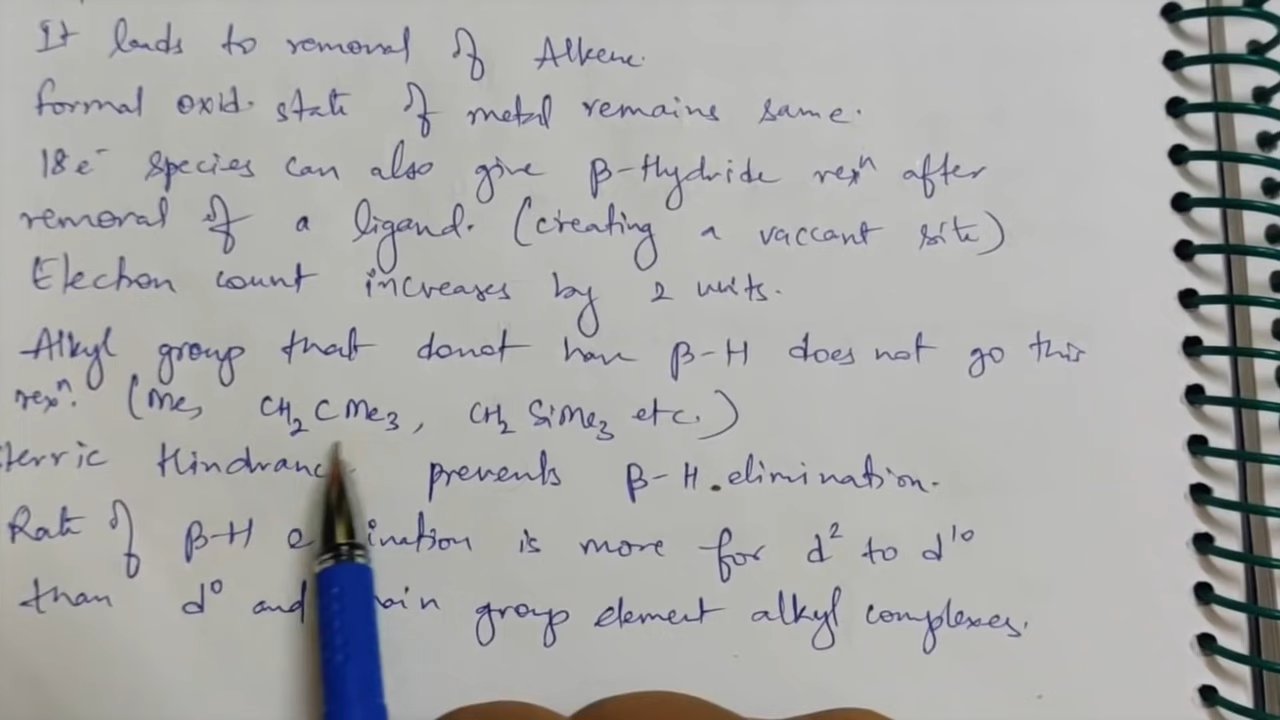 It leads to removal of Alkene.
formal oxid. state of metal remains same.
18e⁻ species can also give β-Hydride rexⁿ after
removal of a ligand. (creating a vaccant site)
Electron count increases by 2 units.
Alkyl group that donot have β-H does not go this
rexⁿ. (Me, CH₂CMe₃, CH₂SiMe₃ etc.)
prevents β-H elimination.
Rate of β-H is more for d² to d¹⁰
than d⁰ and group element alkyl complexes.